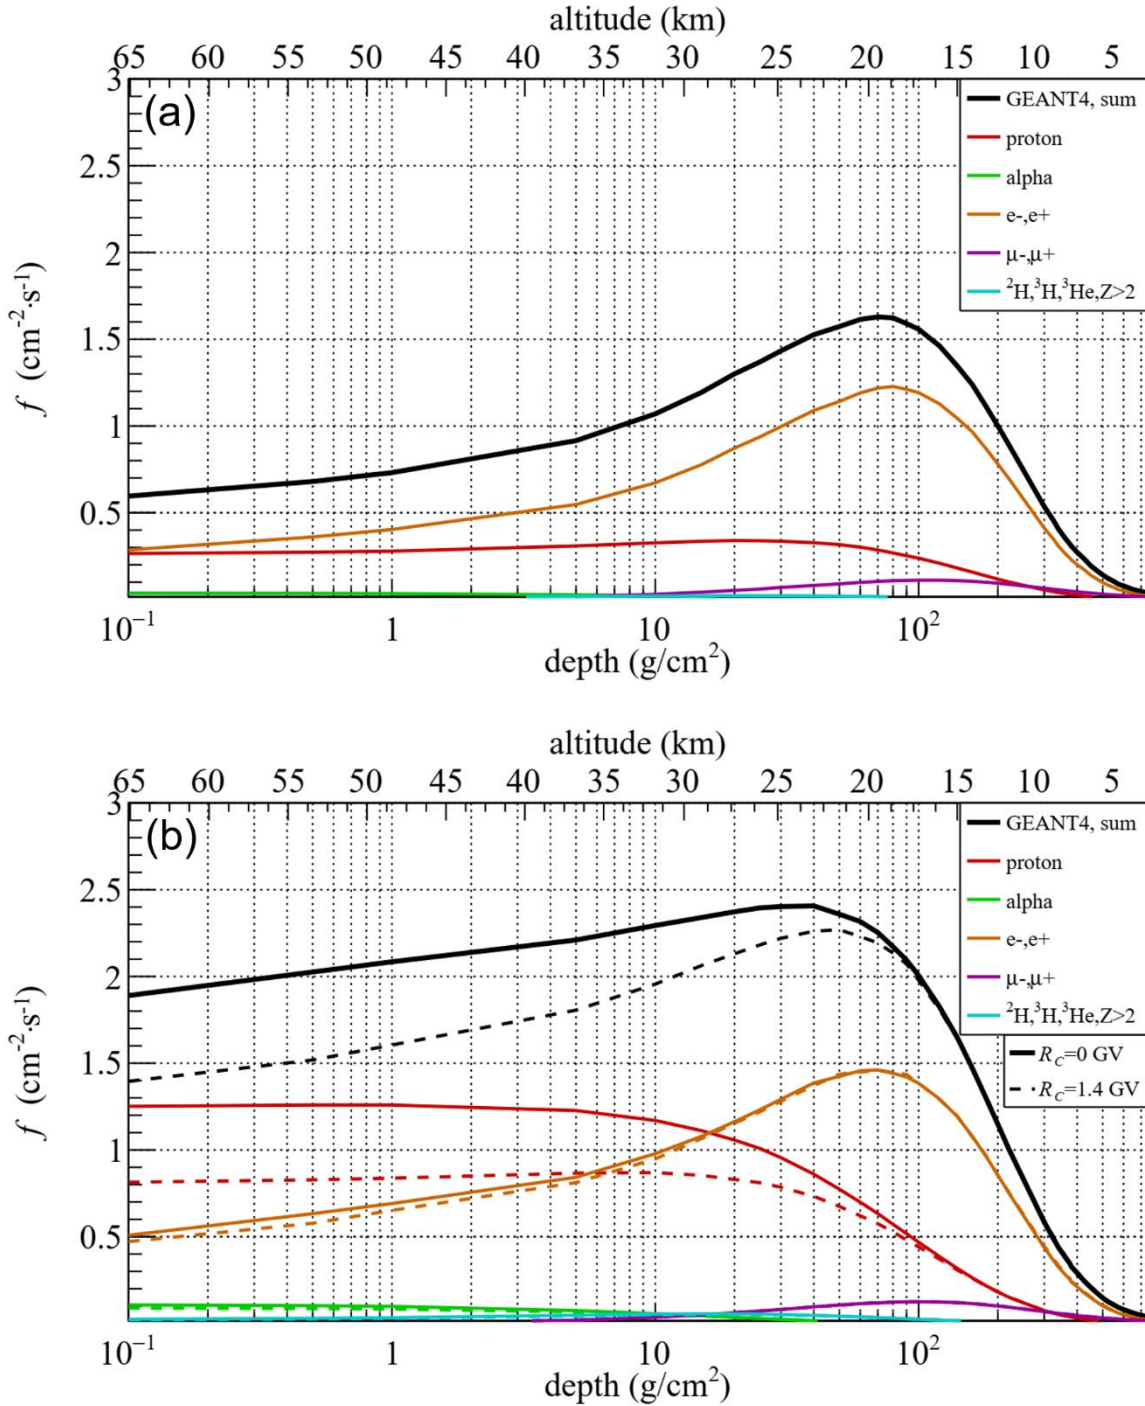 altitude (km)
65 60 55 50 45 40 35 30 25 20 15 10 5
(a)
3
2.5
2
1.5
1
0.5
f (cm⁻²·s⁻¹)
GEANT4, sum
proton
alpha
e-,e+
μ-,μ+
²H,³H,³He,Z>2
10⁻¹ 1 10 10²
depth (g/cm²)
altitude (km)
65 60 55 50 45 40 35 30 25 20 15 10 5
(b)
3
2.5
2
1.5
1
0.5
f (cm⁻²·s⁻¹)
GEANT4, sum
proton
alpha
e-,e+
μ-,μ+
²H,³H,³He,Z>2
R_C=0 GV
R_C=1.4 GV
10⁻¹ 1 10 10²
depth (g/cm²)